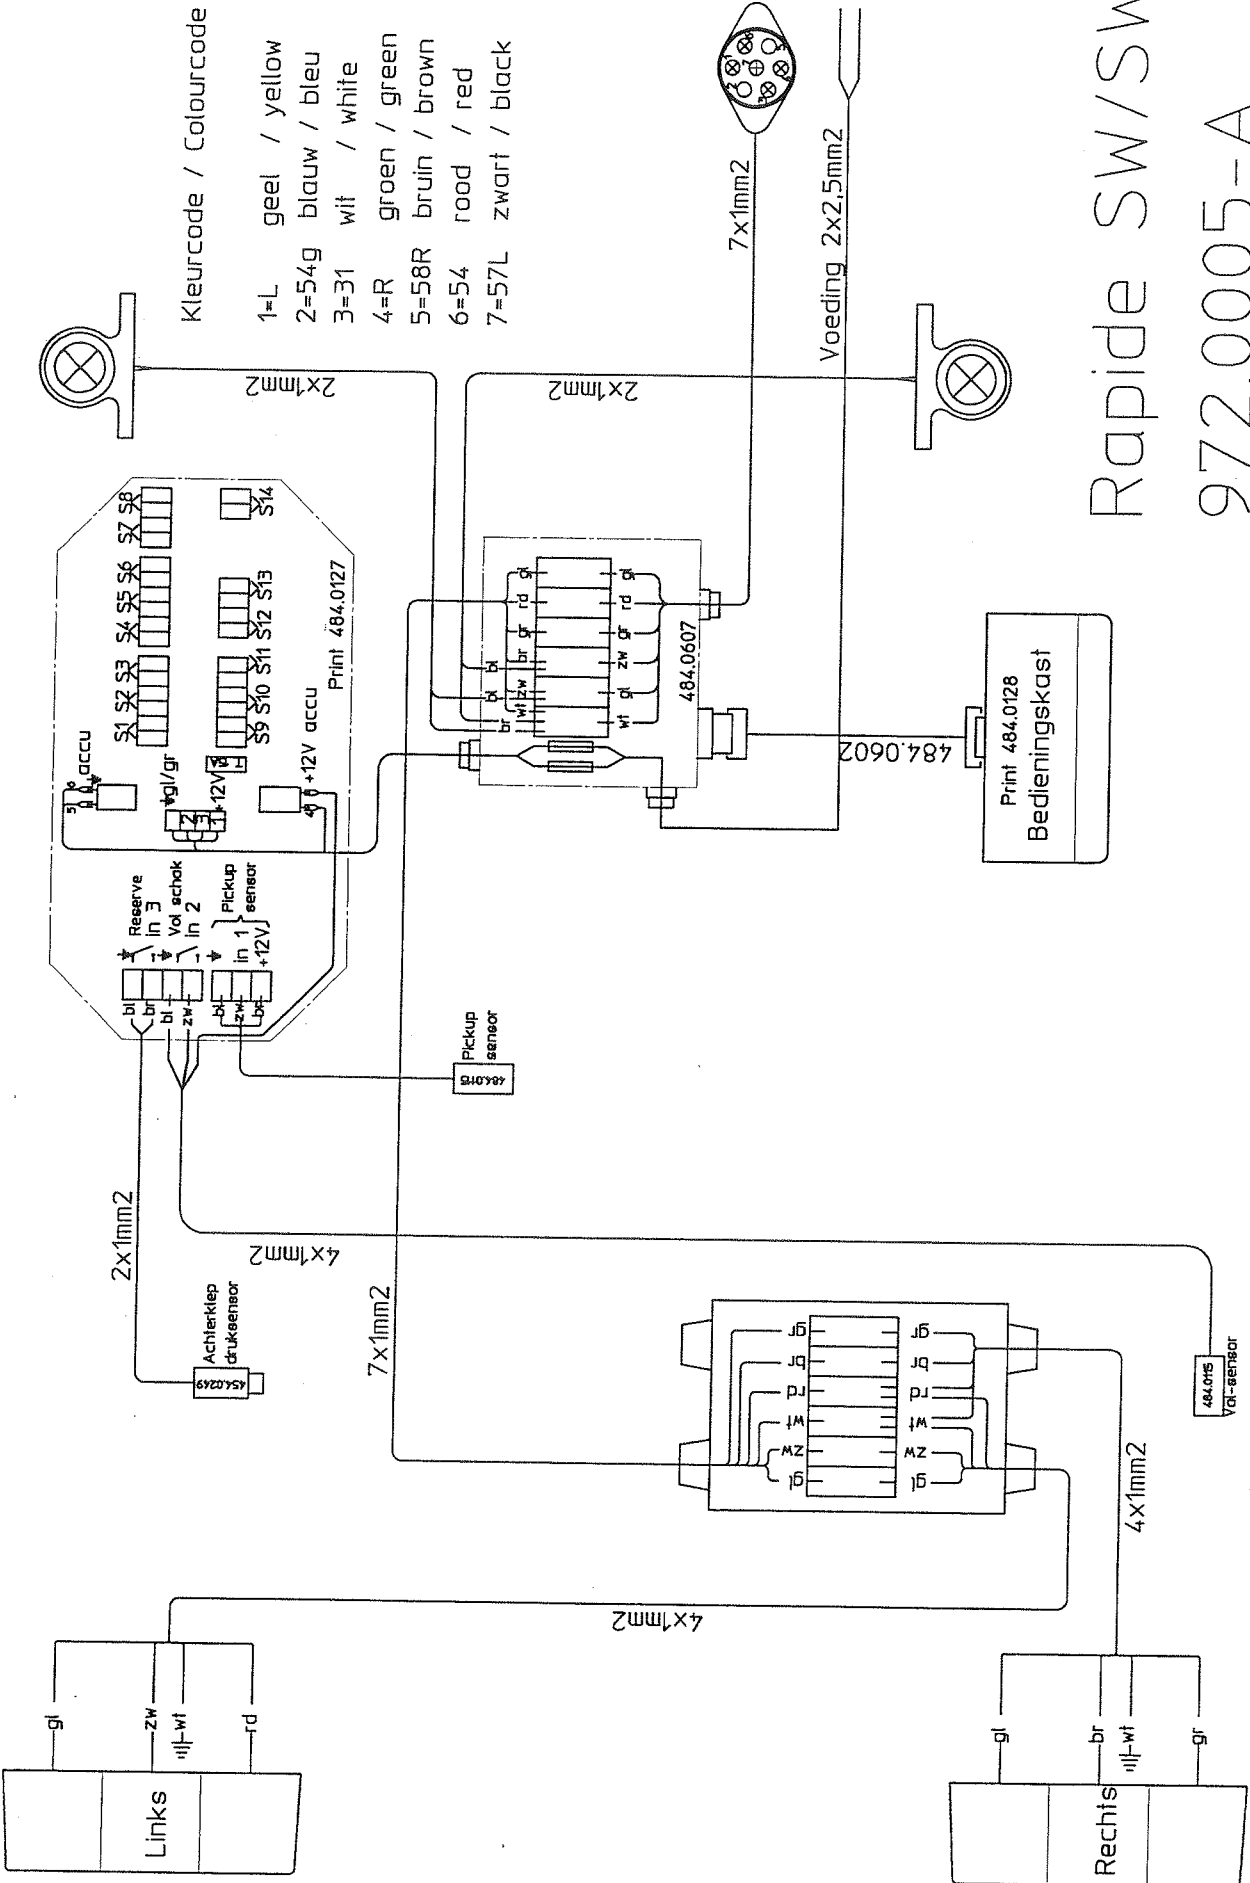 Kleurcode / Colourcode
1=L geel / yellow
2=54g blauw / bleu
3=31 wit / white
4=R groen / green
5=58R bruin / brown
6=54 rood / red
7=57L zwart / black
2x1mm2
2x1mm2
7x1mm2
Voeding 2x2,5mm2
Rapide SW/SW
972.0005-A
S1 S2 S3 S4 S5 S6 S7 S8
S9 S10 S11 S12 S13 S14
Print 484.0127
5 6 accu
gl/gr
2
3
1
+12V
+12V accu
Reserve
in 3
Vol schak
in 2
Pickup
sensor
in 1
+12V
bl
br
bl
zw
bl
zw
br
bl
br wt zw br gr rd gl
bl
wt gl zw gr rd gl
484.0607
484.0602
Print 484.0128
Bedieningskast
Pickup
sensor
484.0115
2x1mm2
4x1mm2
7x1mm2
Achterklep
druksensor
454.0249
gl zw wt rd br gr
gl zw wt rd br gr
484.0115
Vol-sensor
4x1mm2
4x1mm2
gl
zw
wt
rd
Links
gl
br
wt
gr
Rechts